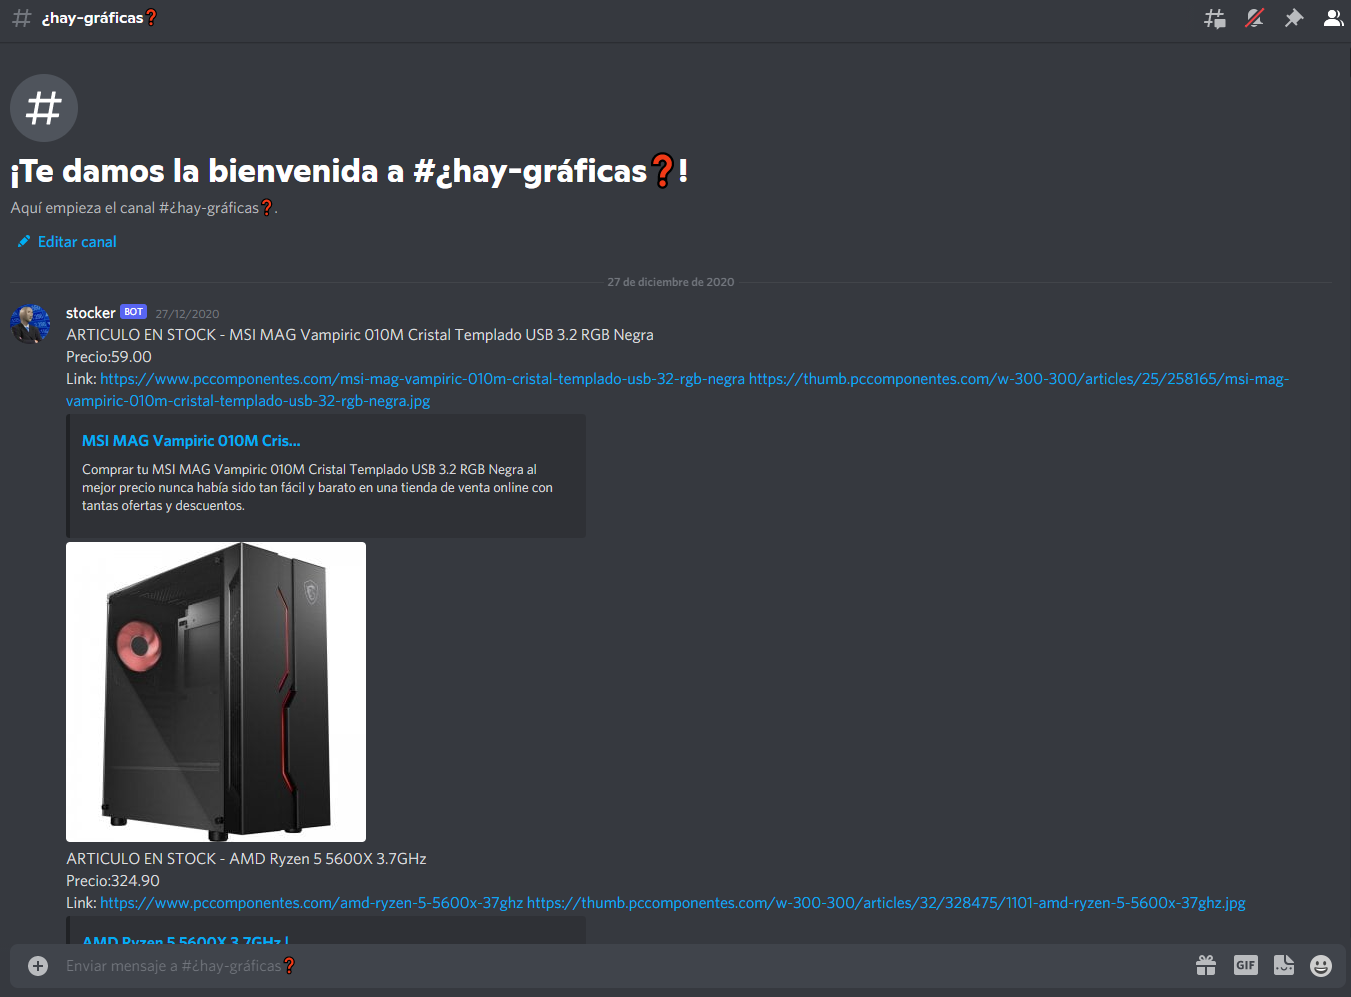 ¿hay-gráficas❓
¡Te damos la bienvenida a #¿hay-gráficas❓!
Aquí empieza el canal #¿hay-gráficas❓.
Editar canal
27 de diciembre de 2020
stocker BOT 27/12/2020
ARTICULO EN STOCK - MSI MAG Vampiric 010M Cristal Templado USB 3.2 RGB Negra
Precio:59.00
Link: https://www.pccomponentes.com/msi-mag-vampiric-010m-cristal-templado-usb-32-rgb-negra https://thumb.pccomponentes.com/w-300-300/articles/25/258165/msi-mag-
vampiric-010m-cristal-templado-usb-32-rgb-negra.jpg
MSI MAG Vampiric 010M Cris...
Comprar tu MSI MAG Vampiric 010M Cristal Templado USB 3.2 RGB Negra al
mejor precio nunca había sido tan fácil y barato en una tienda de venta online con
tantas ofertas y descuentos.
ARTICULO EN STOCK - AMD Ryzen 5 5600X 3.7GHz
Precio:324.90
Link: https://www.pccomponentes.com/amd-ryzen-5-5600x-37ghz https://thumb.pccomponentes.com/w-300-300/articles/32/328475/1101-amd-ryzen-5-5600x-37ghz.jpg
AMD Ryzen 5 5600X 3.7GHz |
Enviar mensaje a #¿hay-gráficas❓
GIF